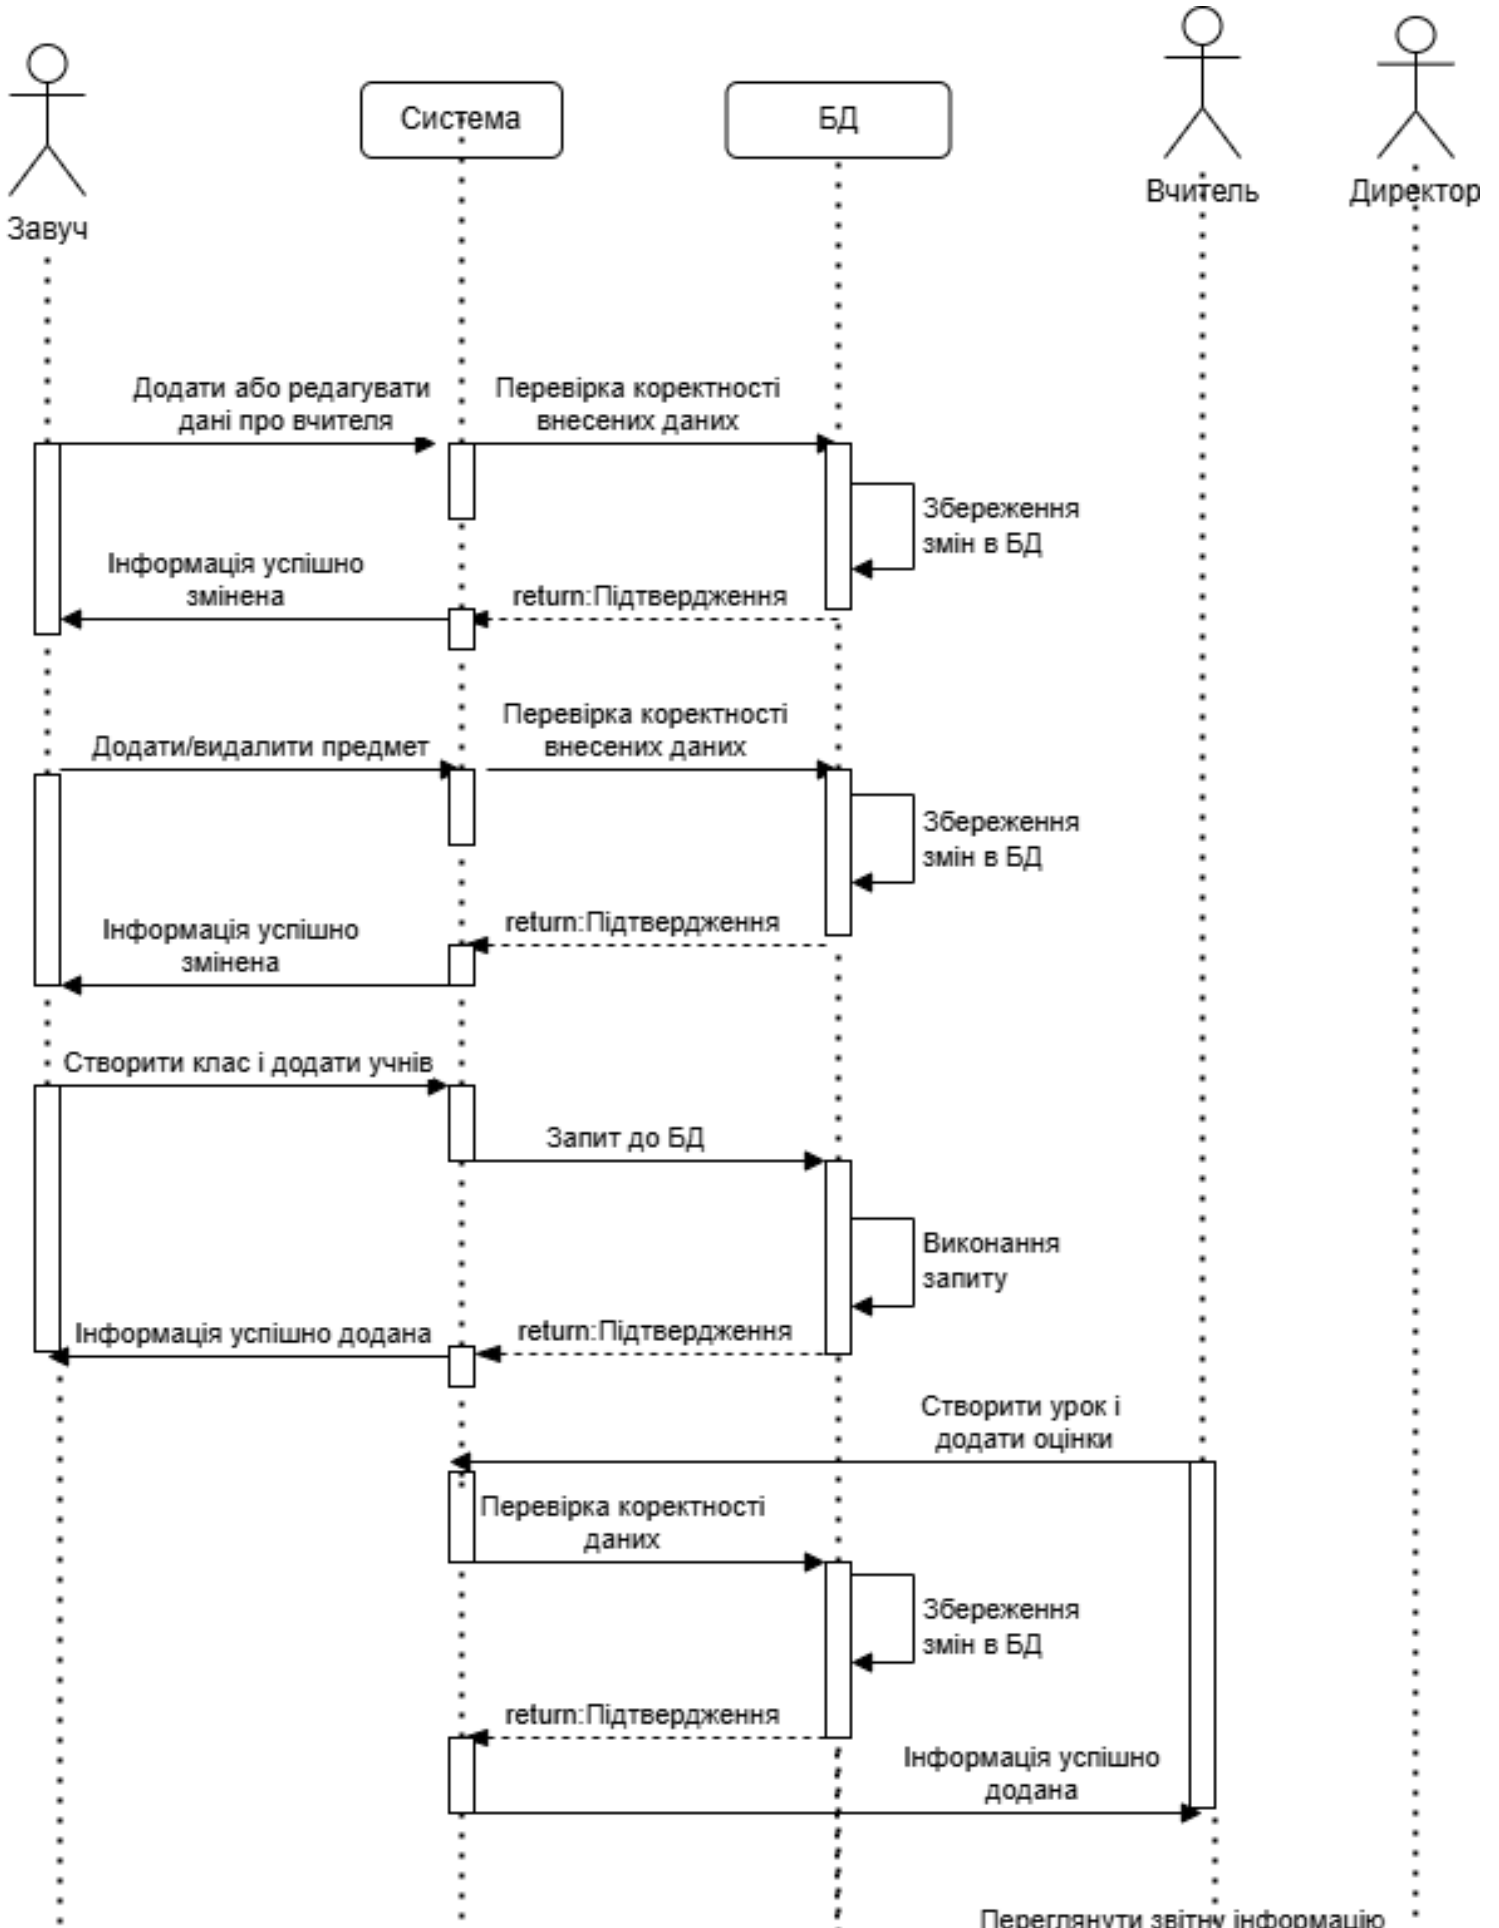 Завуч
Система
БД
Вчитель
Директор
Додати або редагувати
дані про вчителя
Перевірка коректності
внесених даних
Збереження
змін в БД
Інформація успішно
змінена
return:Підтвердження
Додати/видалити предмет
Перевірка коректності
внесених даних
Збереження
змін в БД
Інформація успішно
змінена
return:Підтвердження
Створити клас і додати учнів
Запит до БД
Виконання
запиту
Інформація успішно додана
return:Підтвердження
Створити урок і
додати оцінки
Перевірка коректності
даних
Збереження
змін в БД
return:Підтвердження
Інформація успішно
додана
Переглянути звітну інформацію